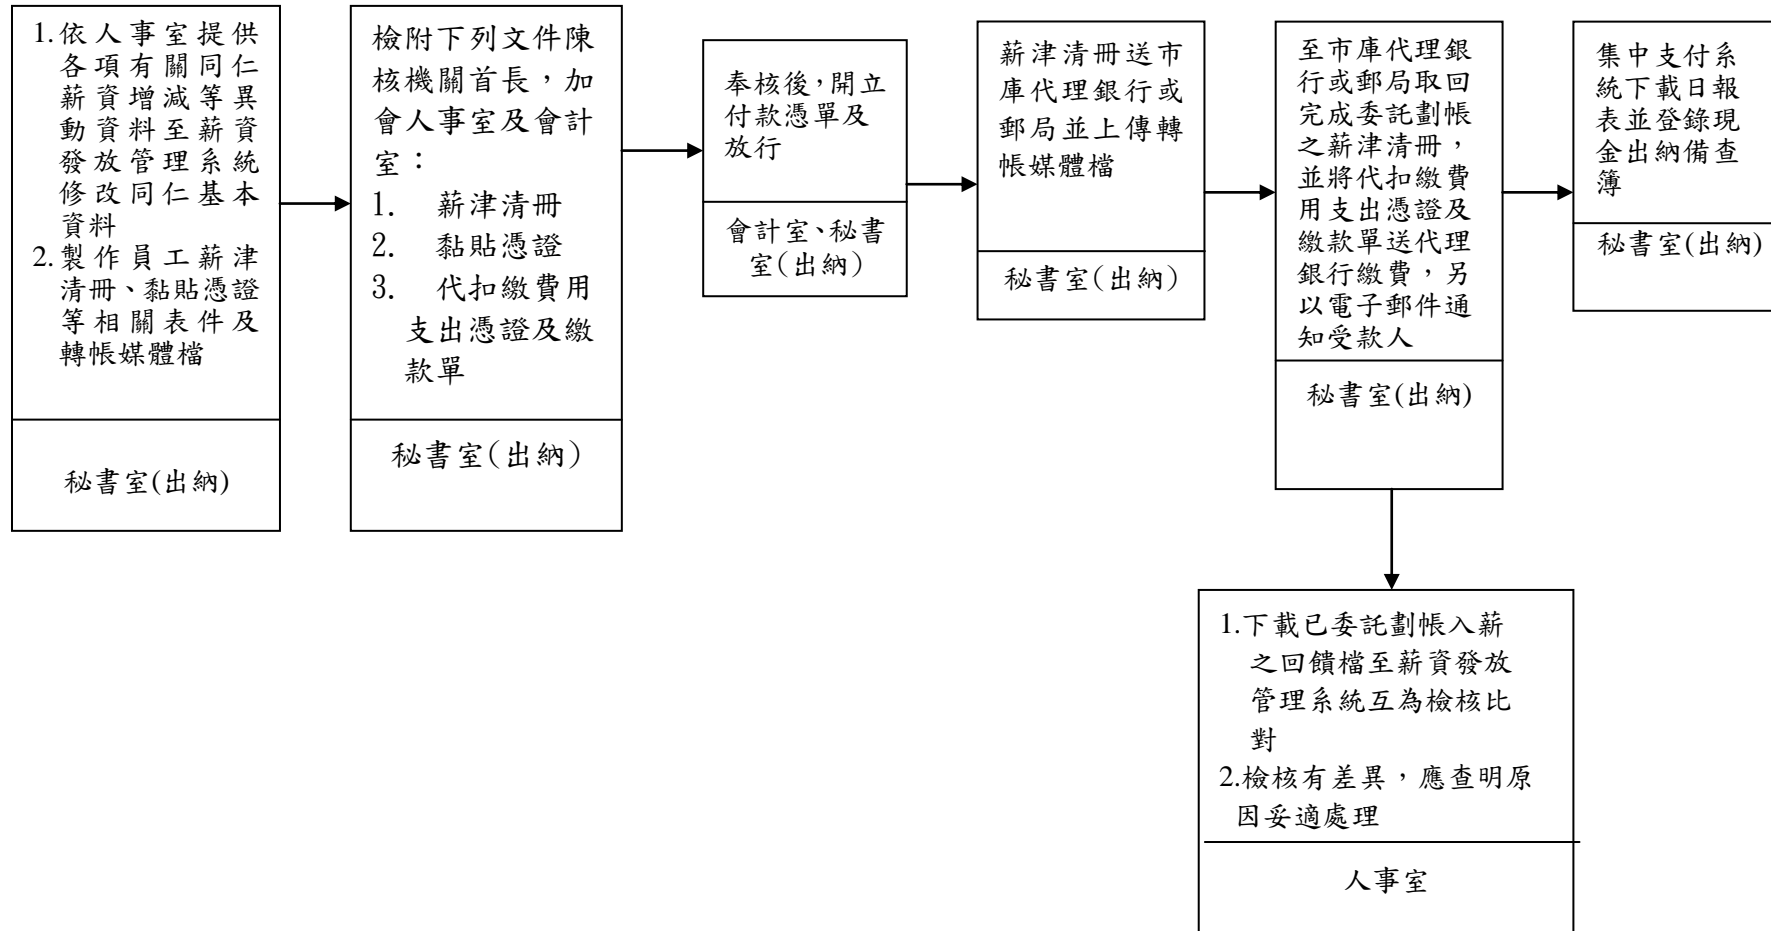 1.依人事室提供
各項有關同仁
薪資增減等異
動資料至薪資
發放管理系統
修改同仁基本
資料
2.製作員工薪津
清冊、黏貼憑證
等相關表件及
轉帳媒體檔
秘書室(出納)
檢附下列文件陳
核機關首長，加
會人事室及會計
室：
1. 薪津清冊
2. 黏貼憑證
3. 代扣繳費用
支出憑證及繳
款單
秘書室(出納)
奉核後，開立
付款憑單及
放行
會計室、秘書
室(出納)
薪津清冊送市
庫代理銀行或
郵局並上傳轉
帳媒體檔
秘書室(出納)
至市庫代理銀
行或郵局取回
完成委託劃帳
之薪津清冊，
並將代扣繳費
用支出憑證及
繳款單送代理
銀行繳費，另
以電子郵件通
知受款人
秘書室(出納)
集中支付系
統下載日報
表並登錄現
金出納備查
簿
秘書室(出納)
1.下載已委託劃帳入薪
之回饋檔至薪資發放
管理系統互為檢核比
對
2.檢核有差異，應查明原
因妥適處理
人事室